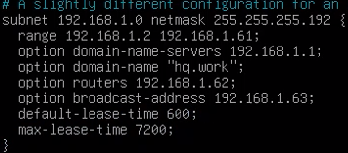 # A slightly different configuration for an
subnet 192.168.1.0 netmask 255.255.255.192 {
  range 192.168.1.2 192.168.1.61;
  option domain-name-servers 192.168.1.1;
  option domain-name "hq.work";
  option routers 192.168.1.62;
  option broadcast-address 192.168.1.63;
  default-lease-time 600;
  max-lease-time 7200;
}